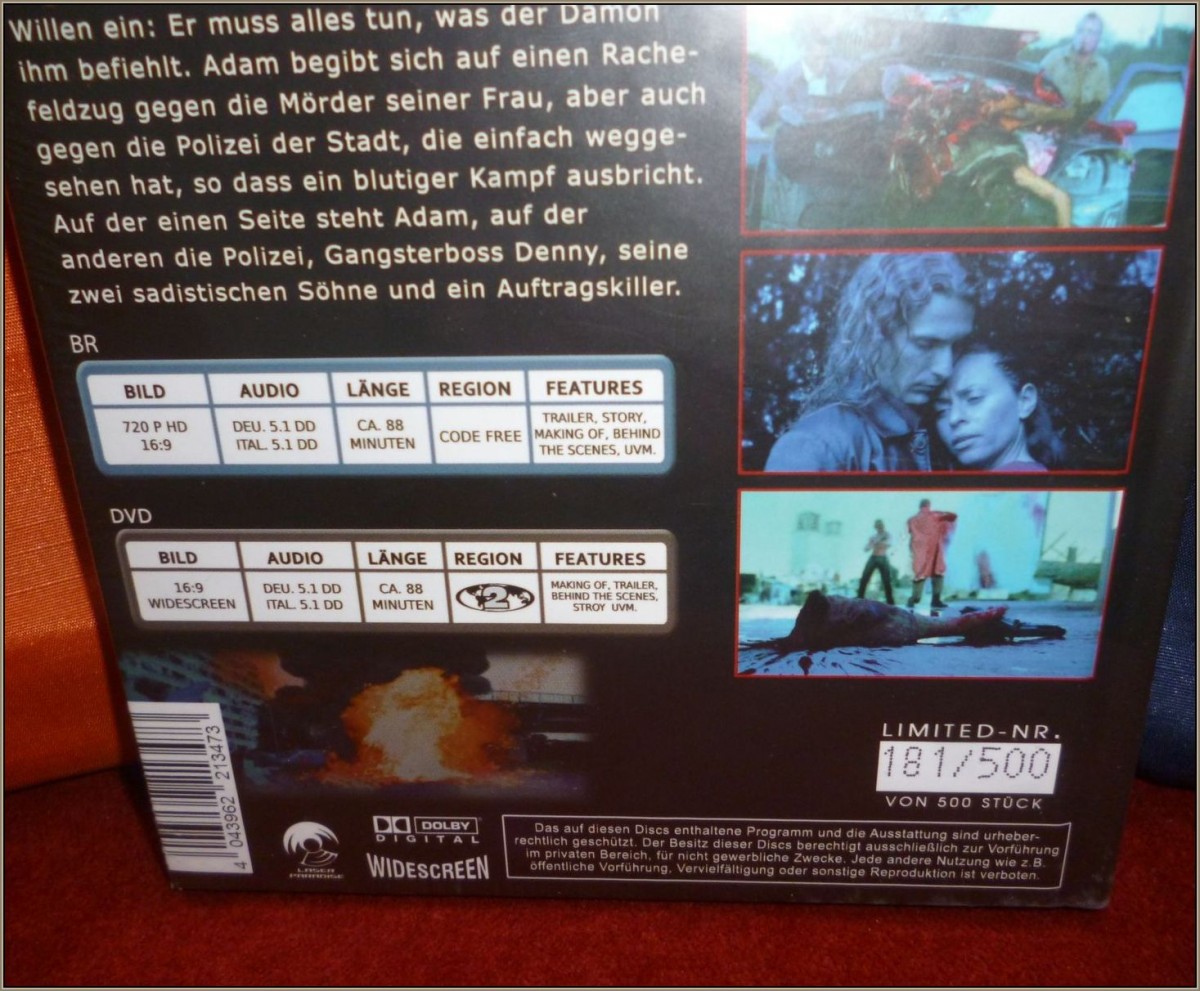 Willen ein: Er muss alles tun, was der Dämon
ihm befiehlt. Adam begibt sich auf einen Rache-
feldzug gegen die Mörder seiner Frau, aber auch
gegen die Polizei der Stadt, die einfach wegge-
sehen hat, so dass ein blutiger Kampf ausbricht.
Auf der einen Seite steht Adam, auf der
anderen die Polizei, Gangsterboss Denny, seine
zwei sadistischen Söhne und ein Auftragskiller.
BR
BILD AUDIO LÄNGE REGION FEATURES
720 P HD DEU. 5.1 DD CA. 88 CODE FREE TRAILER, STORY,
16:9 ITAL. 5.1 DD MINUTEN MAKING OF, BEHIND
THE SCENES, UVM.
DVD
BILD AUDIO LÄNGE REGION FEATURES
16:9 DEU. 5.1 DD CA. 88 2 MAKING OF, TRAILER,
WIDESCREEN ITAL. 5.1 DD MINUTEN BEHIND THE SCENES,
STROY UVM.
4 043962 213473
LASER
PARADISE
DOLBY
DIGITAL
WIDESCREEN
LIMITED-NR.
181/500
VON 500 STÜCK
Das auf diesen Discs enthaltene Programm und die Ausstattung sind urheber-
rechtlich geschützt. Der Besitz dieser Discs berechtigt ausschließlich zur Vorführung
im privaten Bereich, für nicht gewerbliche Zwecke. Jede andere Nutzung wie z.B.
öffentliche Vorführung, Vervielfältigung oder sonstige Reproduktion ist verboten.